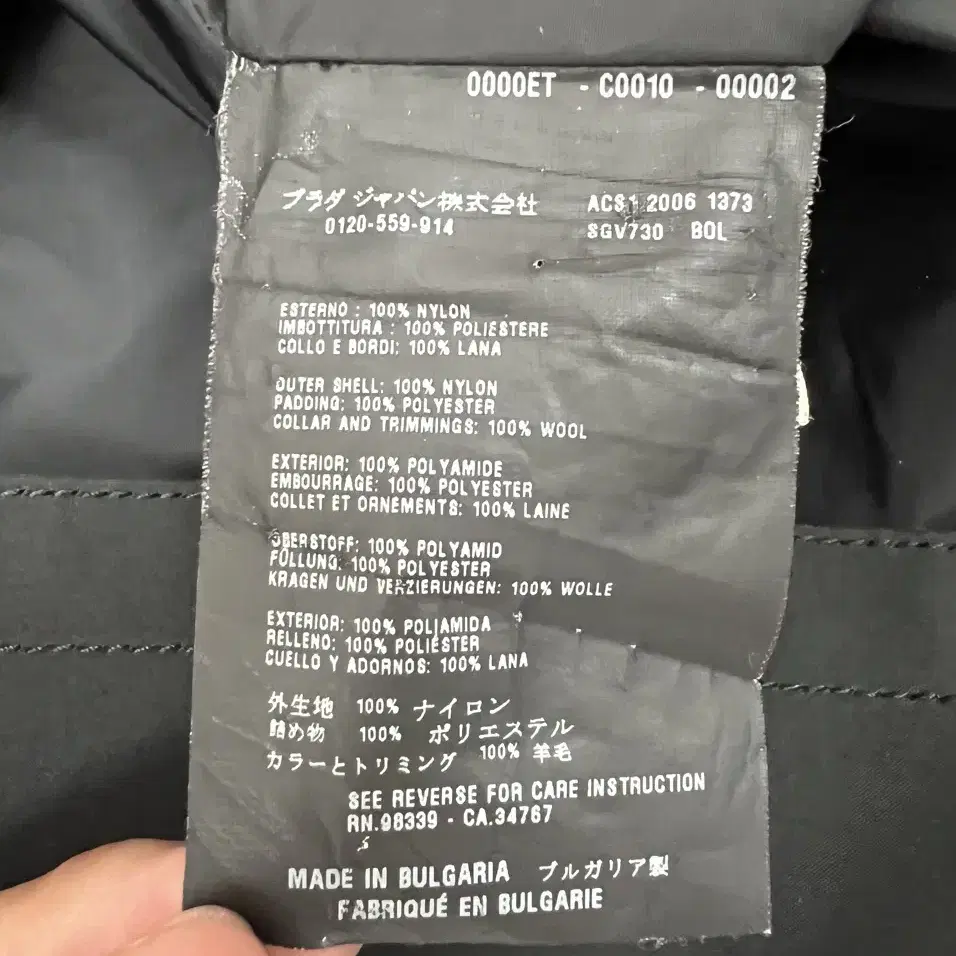 0000ET - C0010 - 00002
プラダ ジャパン株式会社
0120-559-914
ACS1 2006 1373
SGV730 BOL
ESTERNO : 100% NYLON
IMBOTTITURA : 100% POLIESTERE
COLLO E BORDI: 100% LANA
OUTER SHELL: 100% NYLON
PADDING: 100% POLYESTER
COLLAR AND TRIMMINGS: 100% WOOL
EXTERIOR: 100% POLYAMIDE
EMBOURRAGE: 100% POLYESTER
COLLET ET ORNEMENTS: 100% LAINE
OBERSTOFF: 100% POLYAMID
FÜLLUNG: 100% POLYESTER
KRAGEN UND VERZIERUNGEN: 100% WOLLE
EXTERIOR: 100% POLIAMIDA
RELLENO: 100% POLIÉSTER
CUELLO Y ADORNOS: 100% LANA
外生地 100% ナイロン
詰め物 100% ポリエステル
カラーとトリミング 100% 羊毛
SEE REVERSE FOR CARE INSTRUCTION
RN.98339 - CA.34767
S
MADE IN BULGARIA ブルガリア製
FABRIQUÉ EN BULGARIE